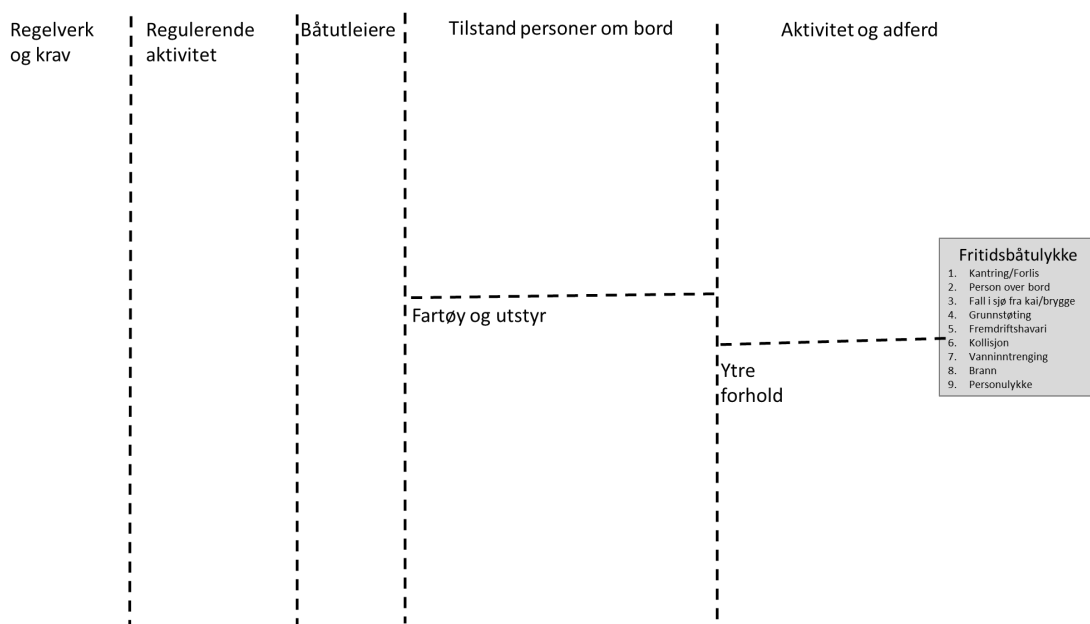 Regelverk
og krav
Regulerende
aktivitet
Båtutleiere
Tilstand personer om bord
Aktivitet og adferd
Fartøy og utstyr
Ytre
forhold
Fritidsbåtulykke
1. Kantring/Forlis
2. Person over bord
3. Fall i sjø fra kai/brygge
4. Grunnstøting
5. Fremdriftshavari
6. Kollisjon
7. Vanninntrenging
8. Brann
9. Personulykke